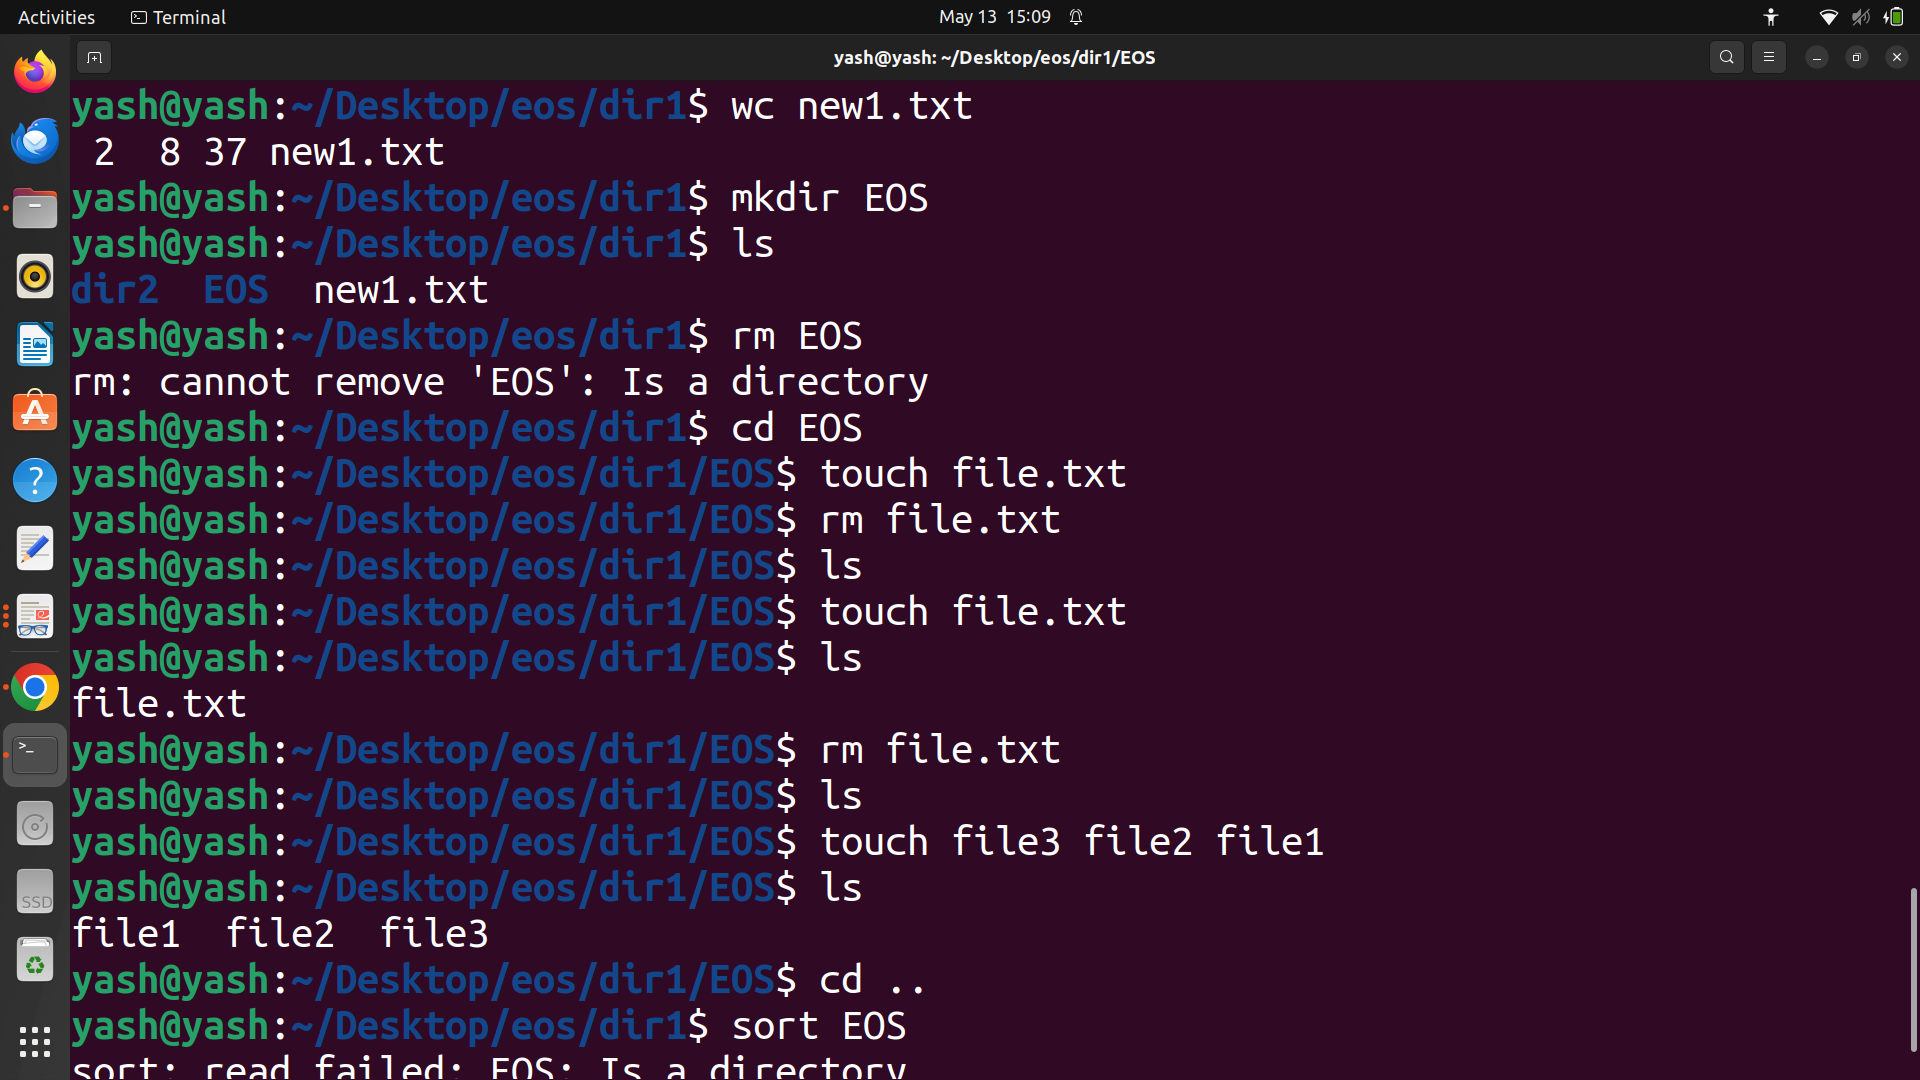 Activities Terminal May 13 15:09
yash@yash: ~/Desktop/eos/dir1/EOS
yash@yash:~/Desktop/eos/dir1$ wc new1.txt
 2  8 37 new1.txt
yash@yash:~/Desktop/eos/dir1$ mkdir EOS
yash@yash:~/Desktop/eos/dir1$ ls
dir2  EOS  new1.txt
yash@yash:~/Desktop/eos/dir1$ rm EOS
rm: cannot remove 'EOS': Is a directory
yash@yash:~/Desktop/eos/dir1$ cd EOS
yash@yash:~/Desktop/eos/dir1/EOS$ touch file.txt
yash@yash:~/Desktop/eos/dir1/EOS$ rm file.txt
yash@yash:~/Desktop/eos/dir1/EOS$ ls
yash@yash:~/Desktop/eos/dir1/EOS$ touch file.txt
yash@yash:~/Desktop/eos/dir1/EOS$ ls
file.txt
yash@yash:~/Desktop/eos/dir1/EOS$ rm file.txt
yash@yash:~/Desktop/eos/dir1/EOS$ ls
yash@yash:~/Desktop/eos/dir1/EOS$ touch file3 file2 file1
yash@yash:~/Desktop/eos/dir1/EOS$ ls
file1  file2  file3
yash@yash:~/Desktop/eos/dir1/EOS$ cd ..
yash@yash:~/Desktop/eos/dir1$ sort EOS
sort: read failed: EOS: Is a directory
SSD